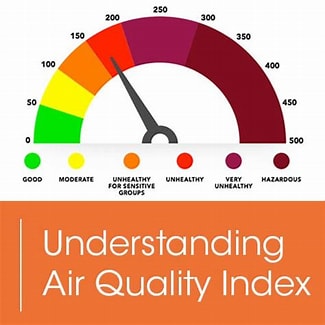 200
250
300
150
350
100
400
50
450
0
500
GOOD
MODERATE
UNHEALTHY
FOR SENSITIVE
GROUPS
UNHEALTHY
VERY
UNHEALTHY
HAZARDOUS
Understanding
Air Quality Index